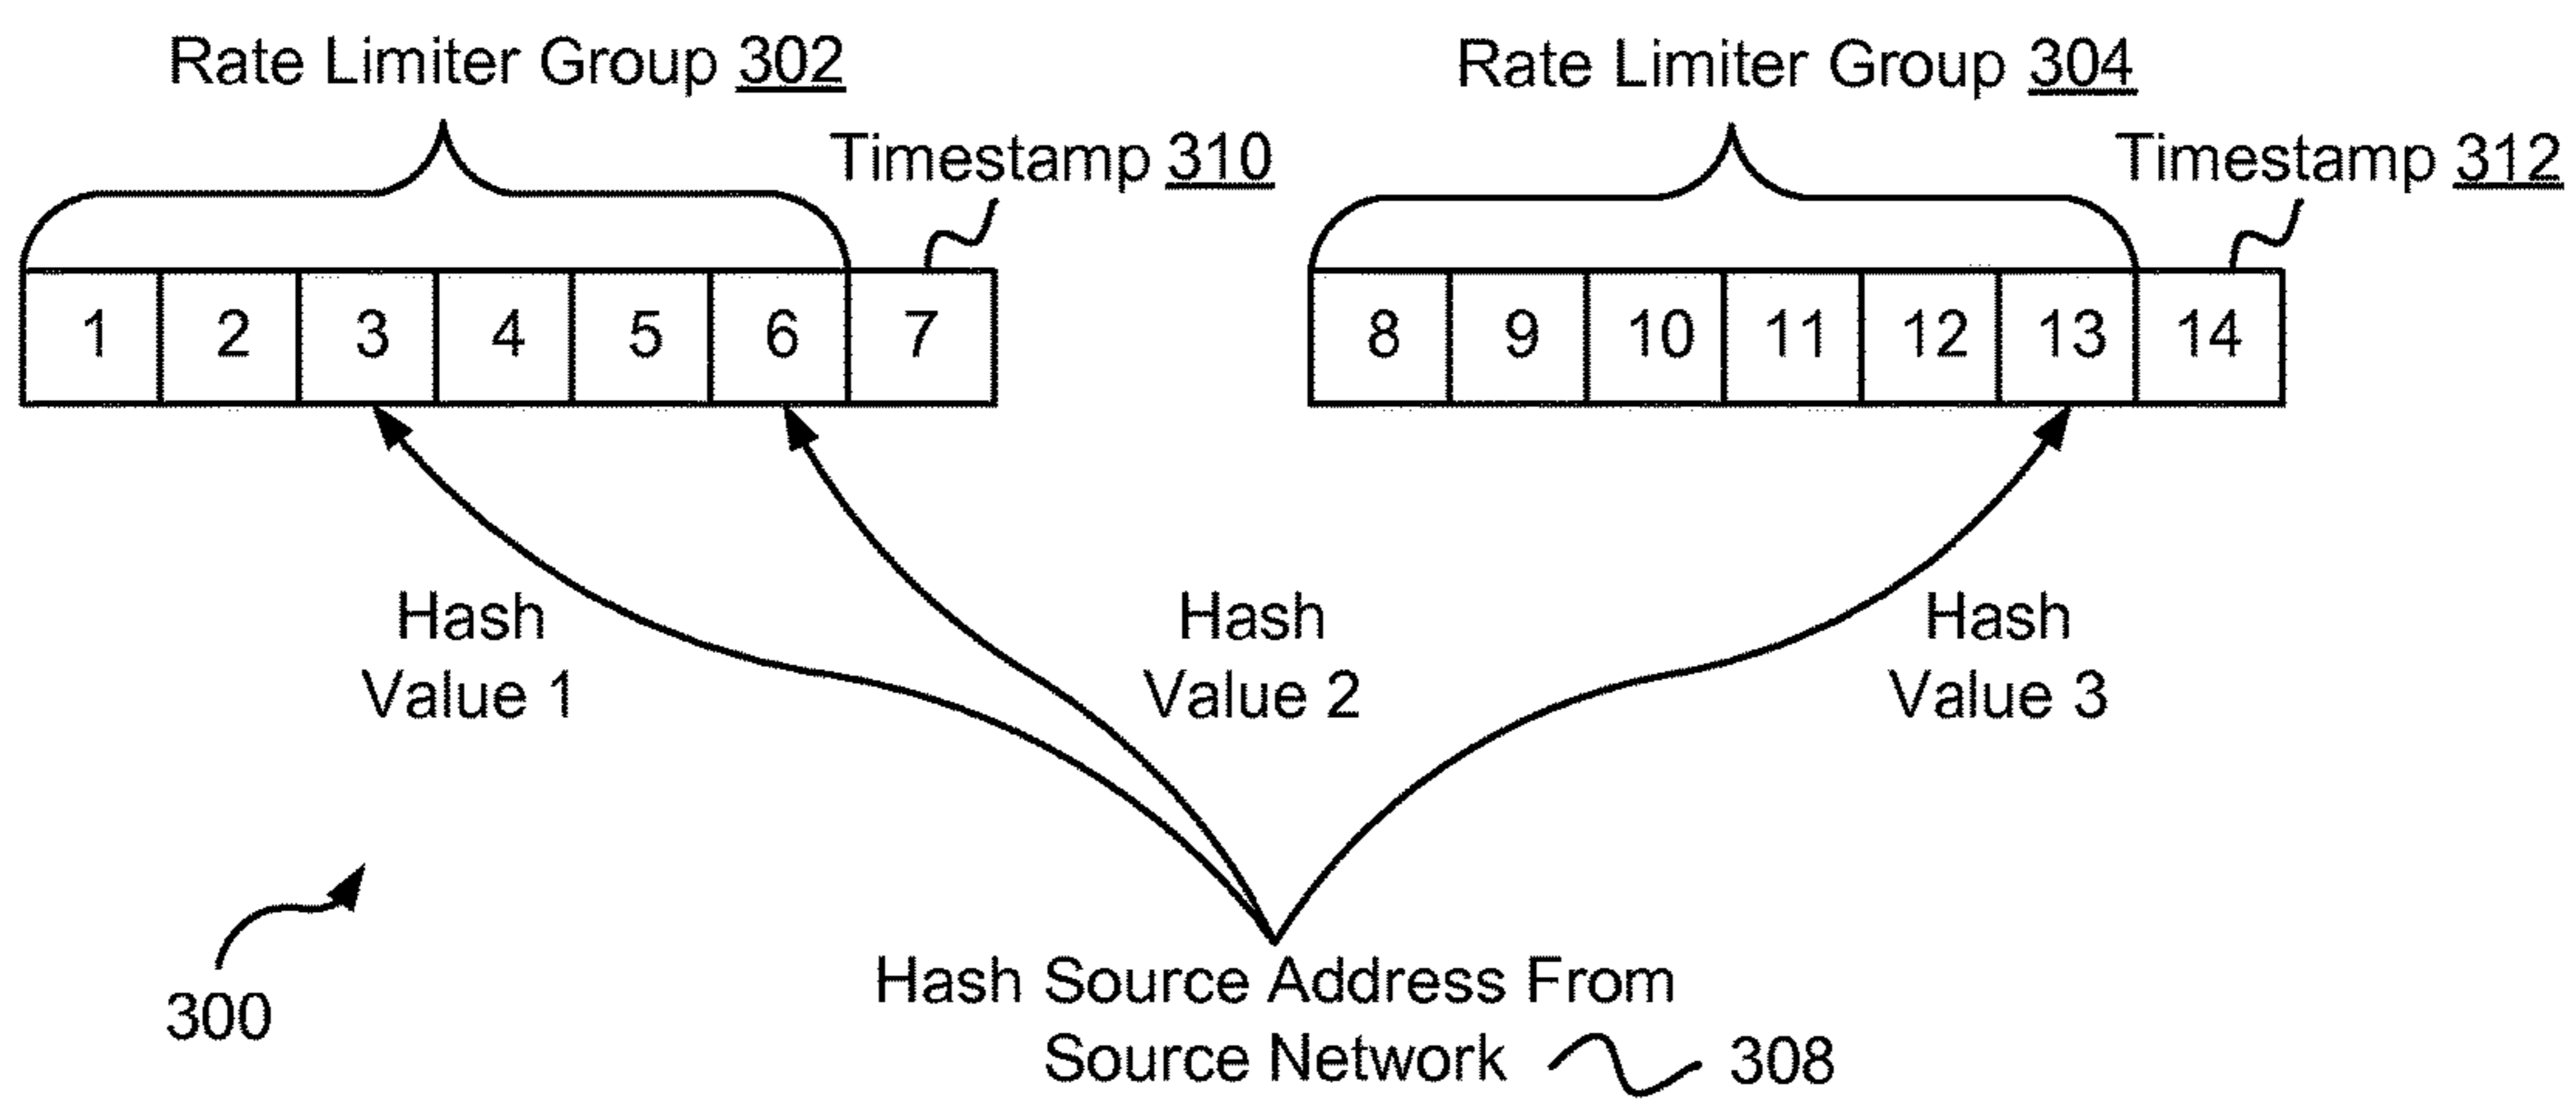 Rate Limiter Group 302
Rate Limiter Group 304
Timestamp 310
Timestamp 312
1 2 3 4 5 6 7
8 9 10 11 12 13 14
Hash
Value 1
Hash
Value 2
Hash
Value 3
300
Hash Source Address From
Source Network 308